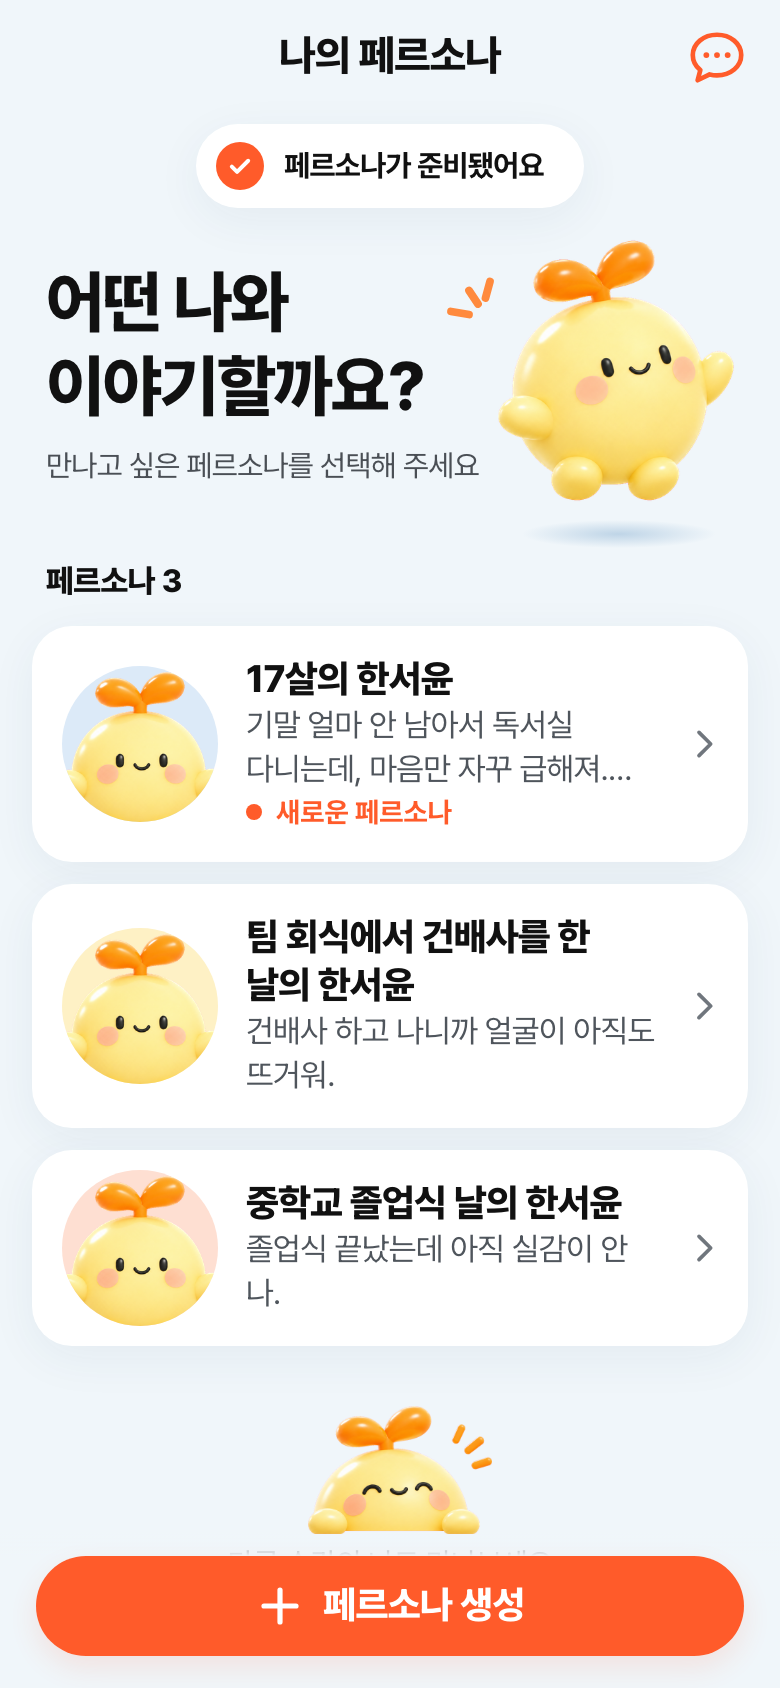 나의 페르소나
페르소나가 준비됐어요
어떤 나와
이야기할까요?
만나고 싶은 페르소나를 선택해 주세요
페르소나 3
17살의 한서윤
기말 얼마 안 남아서 독서실
다니는데, 마음만 자꾸 급해져....
새로운 페르소나
팀 회식에서 건배사를 한
날의 한서윤
건배사 하고 나니까 얼굴이 아직도
뜨거워.
중학교 졸업식 날의 한서윤
졸업식 끝났는데 아직 실감이 안
나.
페르소나 생성